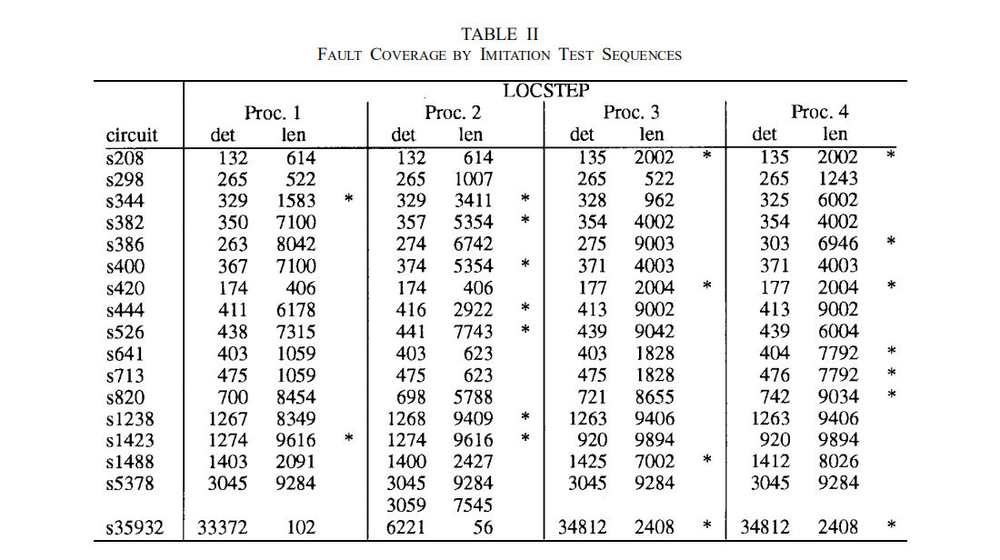 TABLE II
FAULT COVERAGE BY IMITATION TEST SEQUENCES
LOCSTEP
Proc. 1 Proc. 2 Proc. 3 Proc. 4
circuit det len det len det len det len
s208 132 614 132 614 135 2002 * 135 2002 *
s298 265 522 265 1007 265 522 265 1243
s344 329 1583 * 329 3411 * 328 962 325 6002
s382 350 7100 357 5354 * 354 4002 354 4002
s386 263 8042 274 6742 275 9003 303 6946 *
s400 367 7100 374 5354 * 371 4003 371 4003
s420 174 406 174 406 177 2004 * 177 2004 *
s444 411 6178 416 2922 * 413 9002 413 9002
s526 438 7315 441 7743 * 439 9042 439 6004
s641 403 1059 403 623 403 1828 404 7792 *
s713 475 1059 475 623 475 1828 476 7792 *
s820 700 8454 698 5788 721 8655 742 9034 *
s1238 1267 8349 1268 9409 * 1263 9406 1263 9406
s1423 1274 9616 * 1274 9616 * 920 9894 920 9894
s1488 1403 2091 1400 2427 1425 7002 * 1412 8026
s5378 3045 9284 3045 9284 3045 9284 3045 9284
3059 7545
s35932 33372 102 6221 56 34812 2408 * 34812 2408 *